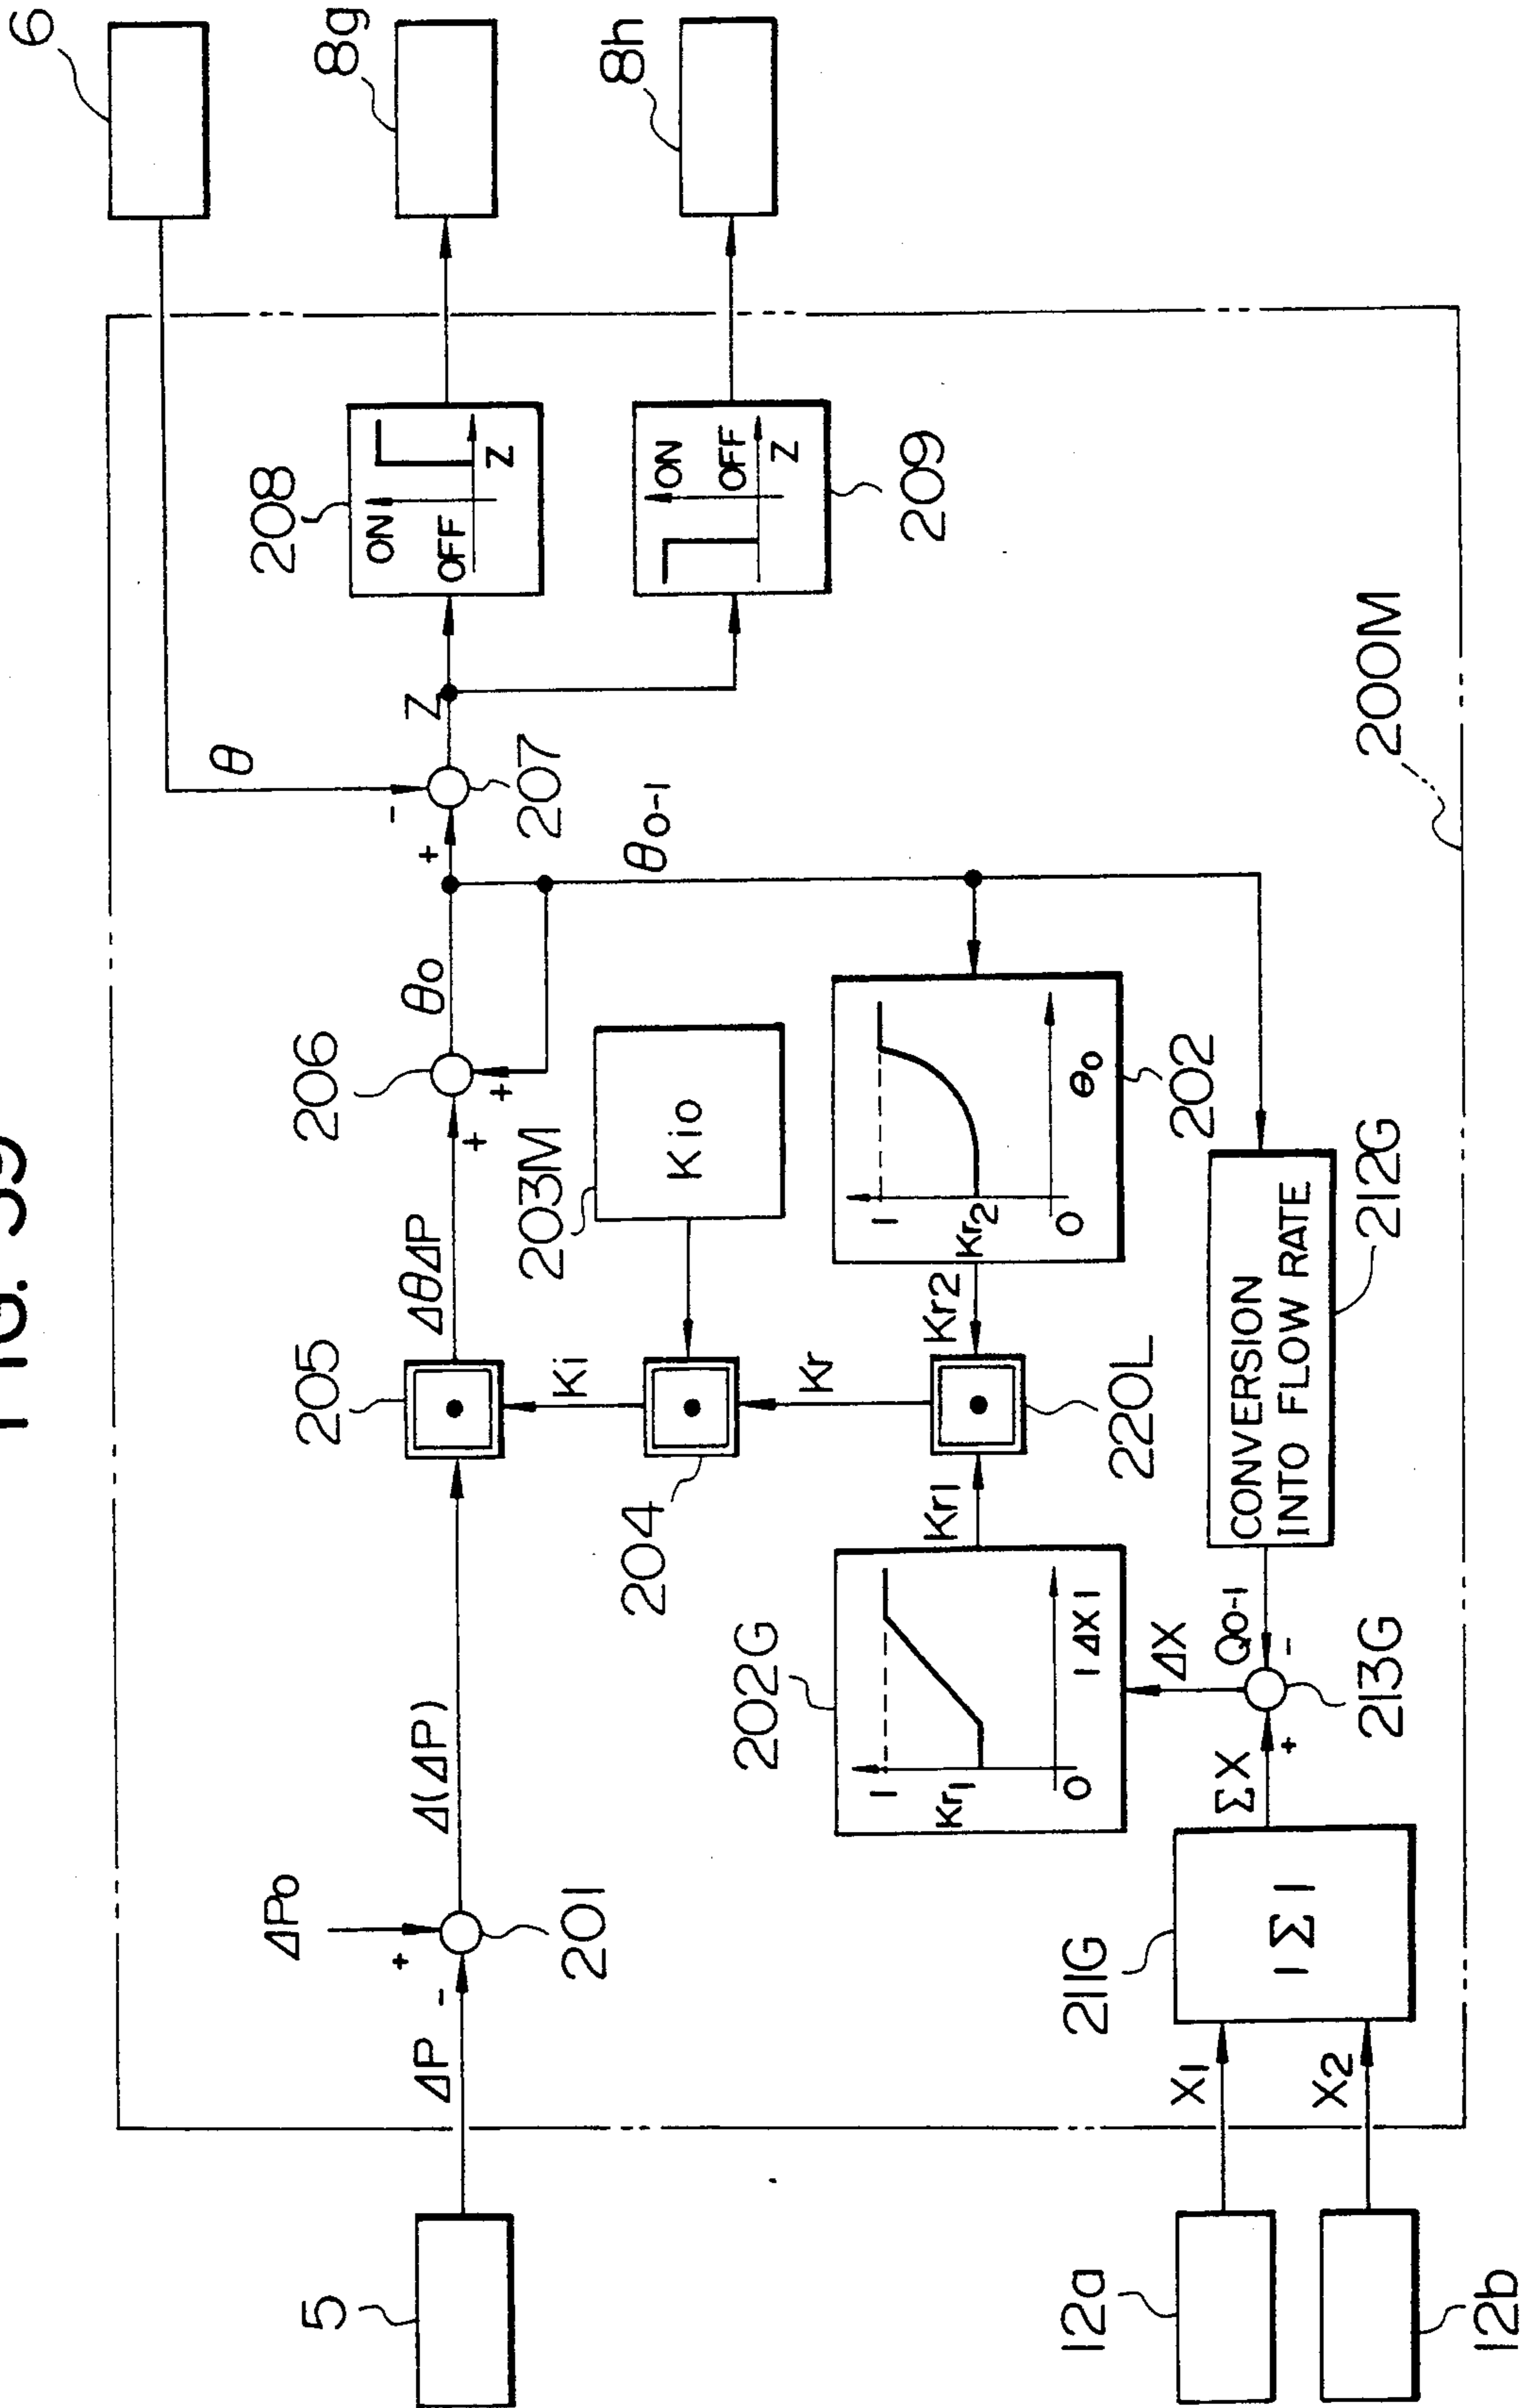 FIG. 39
6
8g
8h
5
12a
12b
ΔP
-
ΔPo
+
201
Δ(ΔP)
205
ΔθΔP
+
206
+
θo
+
-
θ
207
Z
208
ON
OFF
Z
209
ON
OFF
Z
θo-1
Ki
204
203M
Kio
Kr
220L
Kr1
Kr2
202G
1
Kr1
0
|ΔX|
202
1
Kr2
0
θo
X1
X2
211G
|Σ|
ΣX
+
213G
-
ΔX
Qo-1
CONVERSION
INTO FLOW RATE
212G
200M